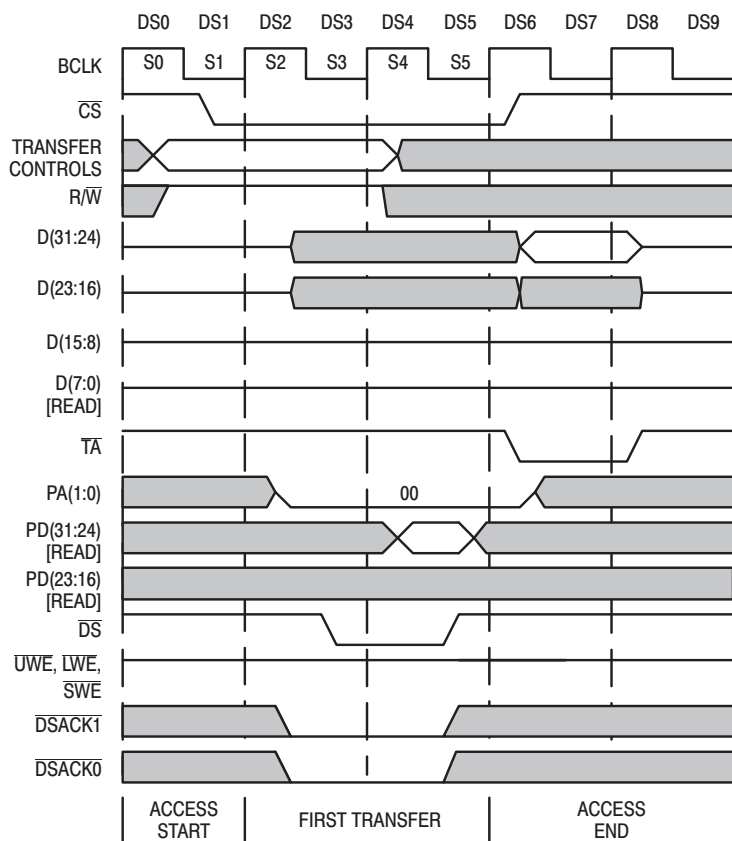 DS0 DS1 DS2 DS3 DS4 DS5 DS6 DS7 DS8 DS9
BCLK S0 S1 S2 S3 S4 S5
CS
TRANSFER
CONTROLS
R/W
D(31:24)
D(23:16)
D(15:8)
D(7:0)
[READ]
TA
PA(1:0) 00
PD(31:24)
[READ]
PD(23:16)
[READ]
DS
UWE, LWE,
SWE
DSACK1
DSACK0
ACCESS
START
FIRST TRANSFER
ACCESS
END